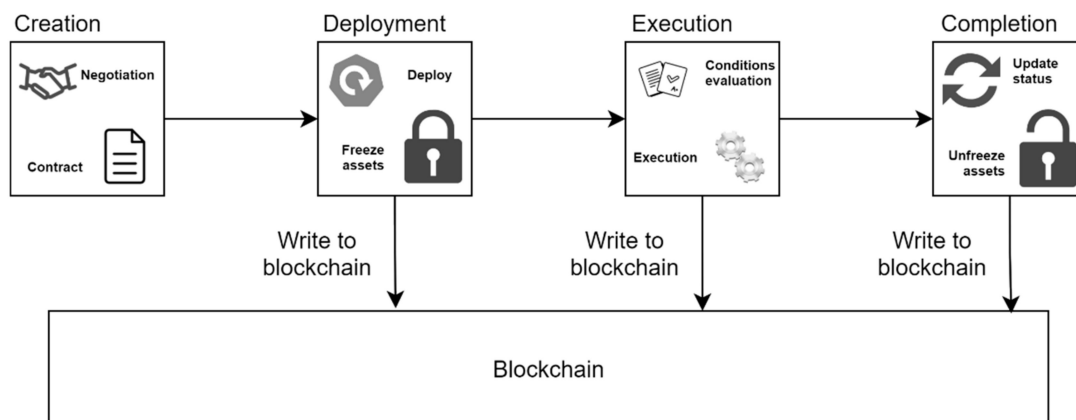 Creation
Deployment
Execution
Completion
Negotiation
Contract
Deploy
Freeze
assets
Conditions
evaluation
Execution
Update
status
Unfreeze
assets
Write to
blockchain
Write to
blockchain
Write to
blockchain
Blockchain